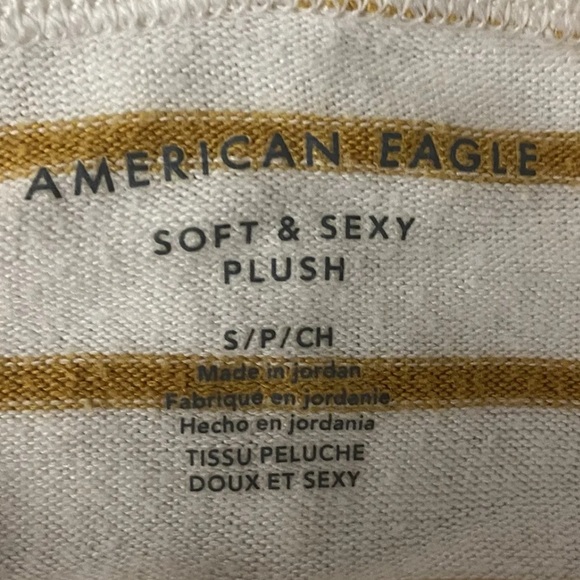 AMERICAN EAGLE
SOFT & SEXY
PLUSH
S/P/CH
Made in jordan
Fabriqué en jordanie
Hecho en jordania
TISSU PELUCHE
DOUX ET SEXY